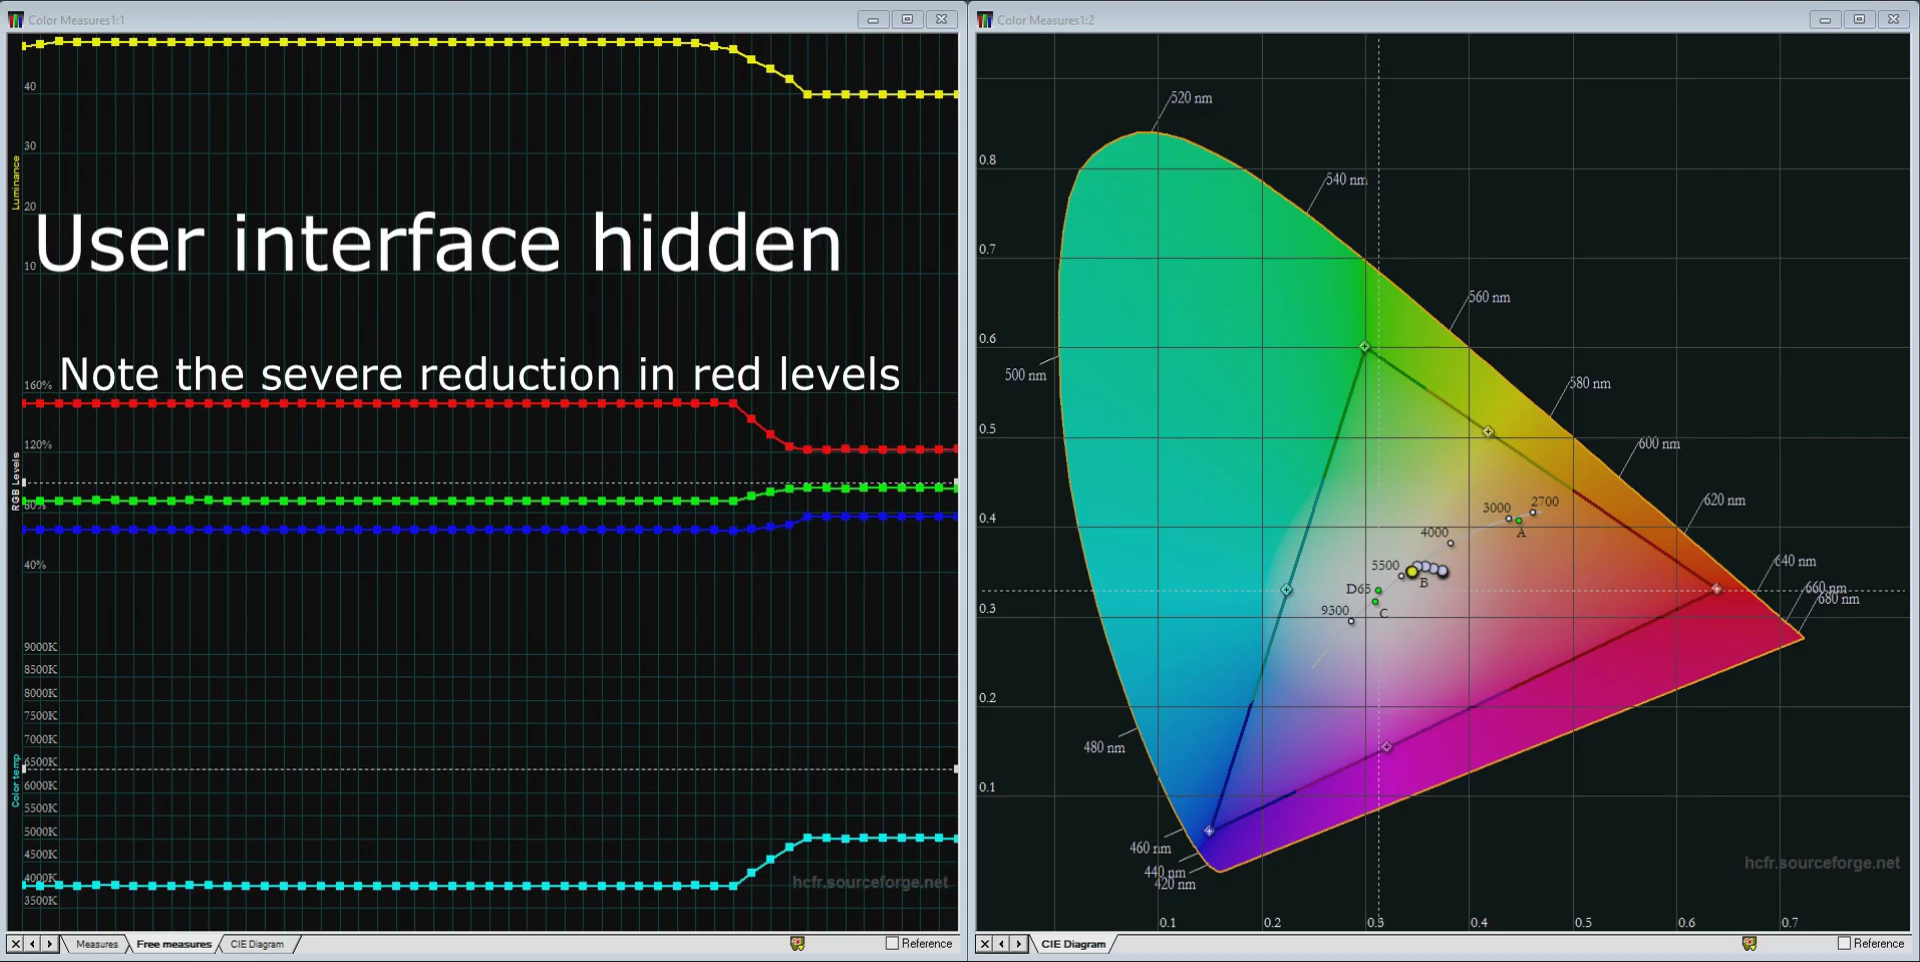 Color Measures1:1
40
30
Luminance
20
User interface hidden
10
Note the severe reduction in red levels
160%
120%
RGB Levels
80%
40%
9000K
8500K
8000K
7500K
7000K
6500K
Color temp
6000K
5500K
5000K
4500K
4000K
3500K
hcfr.sourceforge.net
Measures
Free measures
CIE Diagram
Reference
Color Measures1:2
520 nm
0.8
540 nm
0.7
560 nm
0.6
500 nm
580 nm
0.5
600 nm
620 nm
0.4
3000
2700
A
4000
640 nm
5500
B
D65
660 nm
680 nm
0.3
9300
C
0.2
480 nm
0.1
460 nm
440 nm
420 nm
hcfr.sourceforge.net
0.1
0.2
0.3
0.4
0.5
0.6
0.7
CIE Diagram
Reference